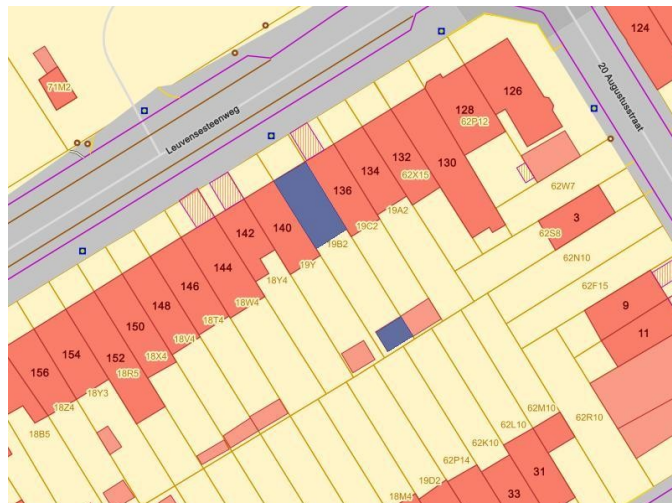 124
71M2
Leuvensesteenweg
20 Augustusstraat
126
128
62P12
132
130
134
62X15
136
19A2
19C2
19B2
62W7
3
62S8
62N10
62F15
142
140
19Y
144
18Y4
146
18W4
148
18T4
150
18V4
9
11
154
152
18X4
156
18R5
18Y3
18Z4
18B5
62M10
62R10
62L10
62K10
62P14
31
19D2
33
18M4